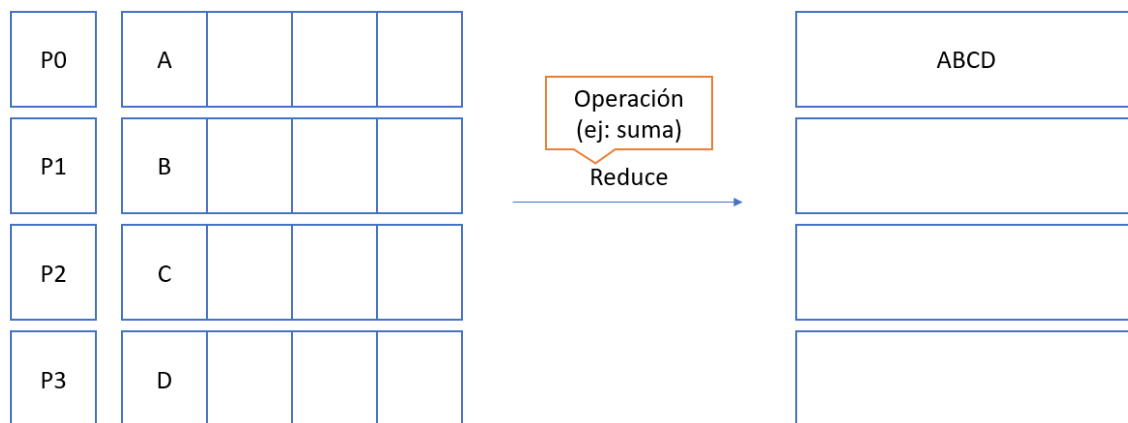 P0
A
Operación
(ej: suma)
ABCD
P1
B
Reduce
P2
C
P3
D